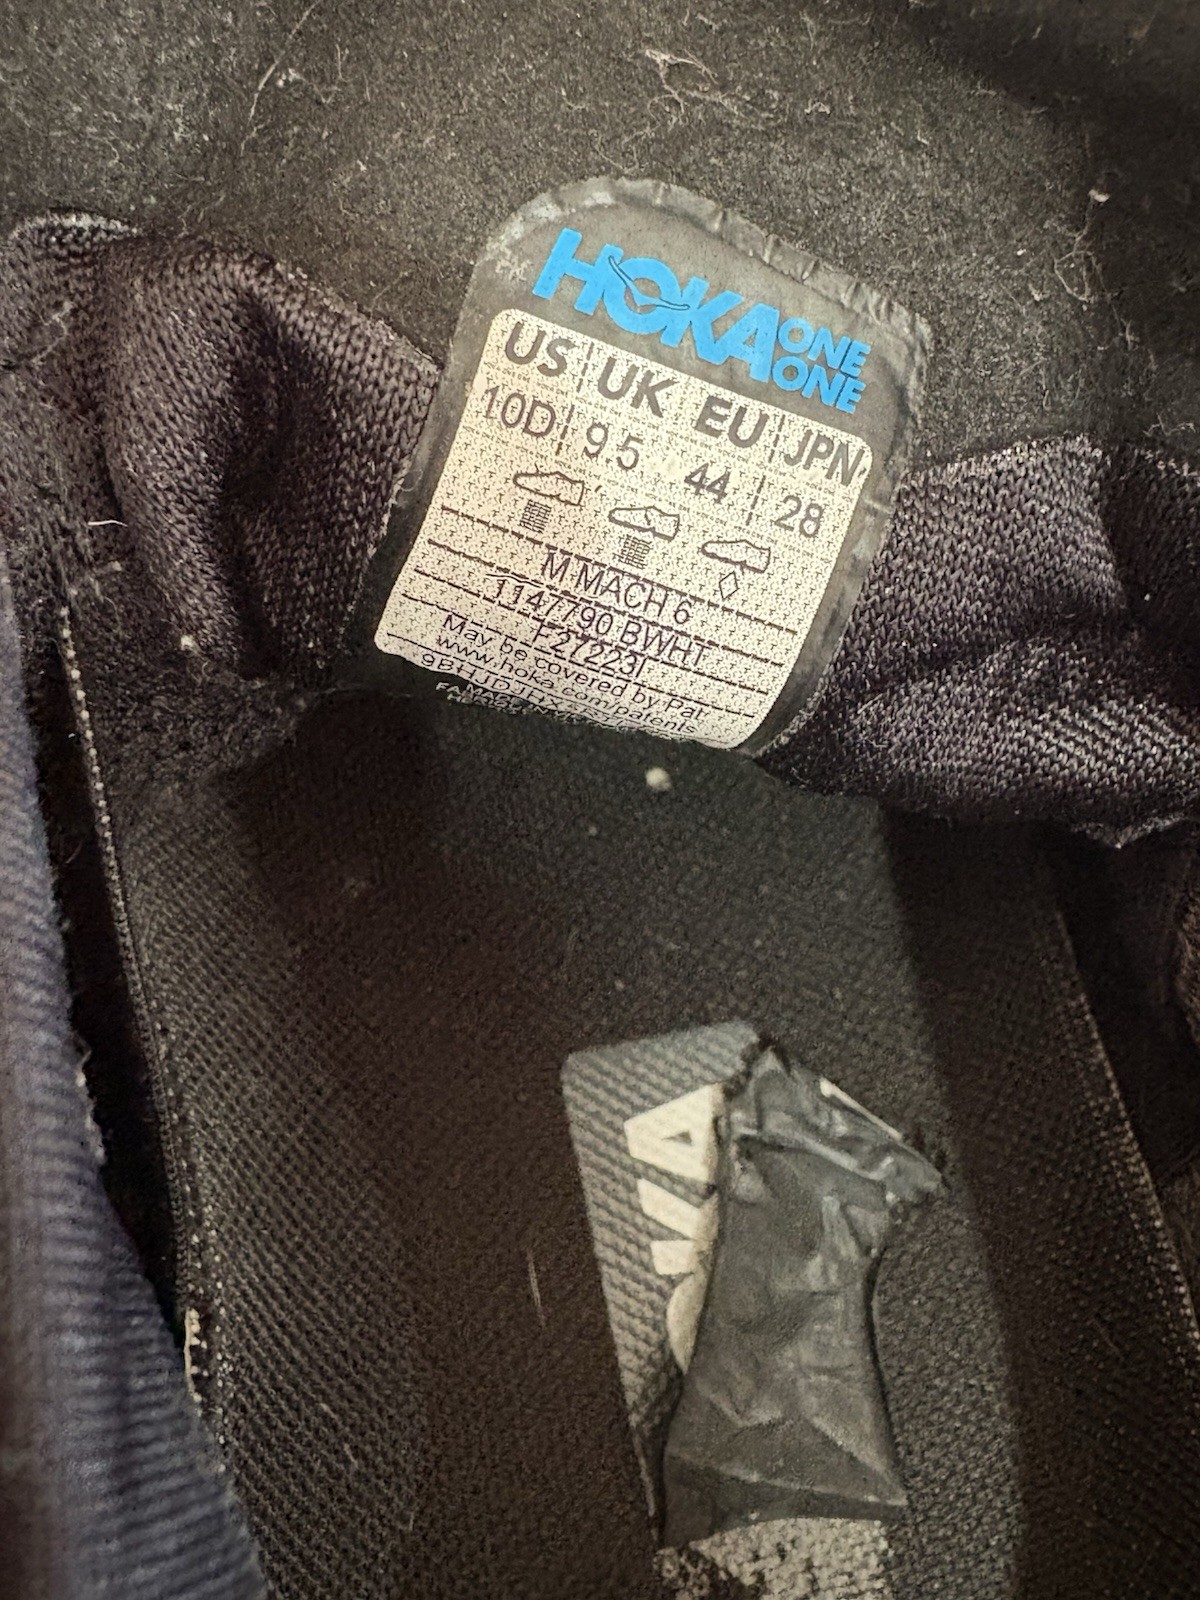 HOKA ONE ONE
US UK EU JPN
10D 9.5 44 28
M MACH 6
1147790 BWHT
F27223I
May be covered by Pat
www.hoka.com/patents